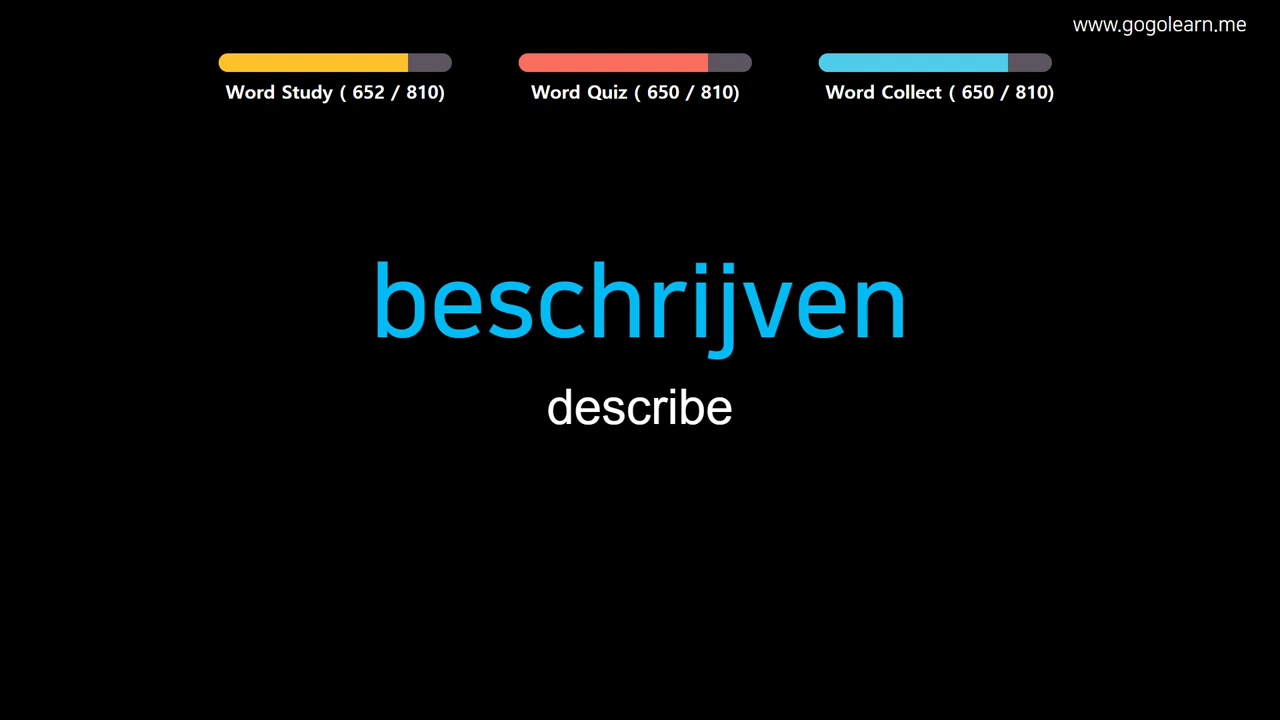 www.gogolearn.me
Word Study ( 652 / 810)
Word Quiz ( 650 / 810)
Word Collect ( 650 / 810)
beschrijven
describe